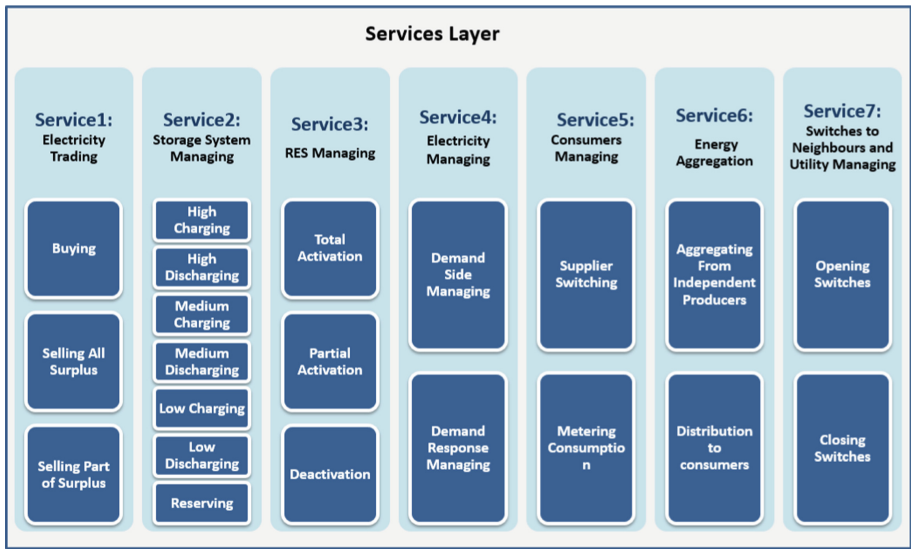 Services Layer
Service1:
Electricity
Trading
Buying
Selling All
Surplus
Selling Part
of Surplus
Service2:
Storage System
Managing
High
Charging
High
Discharging
Medium
Charging
Medium
Discharging
Low Charging
Low
Discharging
Reserving
Service3:
RES Managing
Total
Activation
Partial
Activation
Deactivation
Service4:
Electricity
Managing
Demand
Side
Managing
Demand
Response
Managing
Service5:
Consumers
Managing
Supplier
Switching
Metering
Consumptio
n
Service6:
Energy
Aggregation
Aggregating
From
Independent
Producers
Distribution
to
consumers
Service7:
Switches to
Neighbours and
Utility Managing
Opening
Switches
Closing
Switches